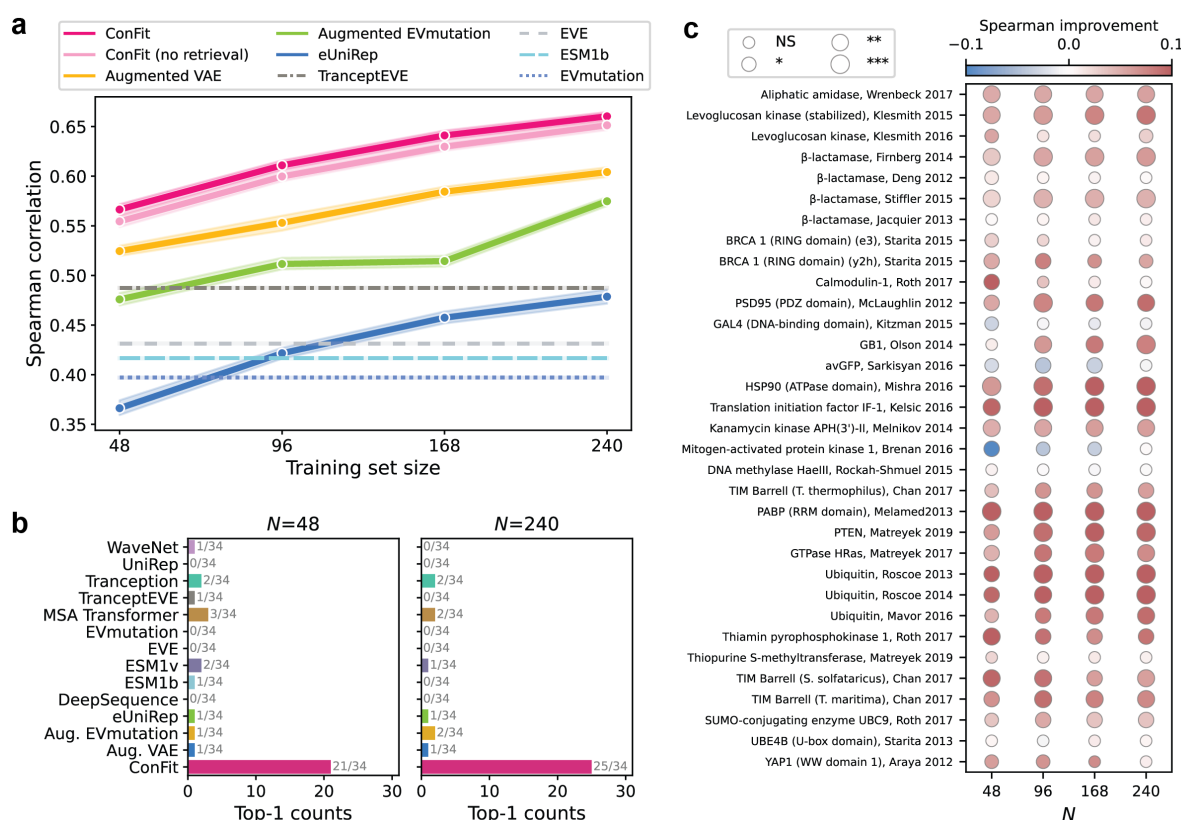 a
ConFit
ConFit (no retrieval)
Augmented VAE
Augmented EVmutation
eUniRep
TranceptEVE
EVE
ESM1b
EVmutation
Spearman correlation
0.65
0.60
0.55
0.50
0.45
0.40
0.35
48 96 168 240
Training set size
b
N=48
WaveNet 1/34
UniRep 0/34
Tranception 2/34
TranceptEVE 1/34
MSA Transformer 3/34
EVmutation 0/34
EVE 0/34
ESM1v 2/34
ESM1b 1/34
DeepSequence 0/34
eUniRep 1/34
Aug. EVmutation 1/34
Aug. VAE 1/34
ConFit 21/34
0 10 20 30
Top-1 counts
N=240
0/34
0/34
2/34
0/34
2/34
0/34
0/34
1/34
0/34
0/34
1/34
2/34
1/34
25/34
0 10 20 30
Top-1 counts
c
NS **
* ***
Spearman improvement
−0.1 0.0 0.1
Aliphatic amidase, Wrenbeck 2017
Levoglucosan kinase (stabilized), Klesmith 2015
Levoglucosan kinase, Klesmith 2016
β-lactamase, Firnberg 2014
β-lactamase, Deng 2012
β-lactamase, Stiffler 2015
β-lactamase, Jacquier 2013
BRCA 1 (RING domain) (e3), Starita 2015
BRCA 1 (RING domain) (y2h), Starita 2015
Calmodulin-1, Roth 2017
PSD95 (PDZ domain), McLaughlin 2012
GAL4 (DNA-binding domain), Kitzman 2015
GB1, Olson 2014
avGFP, Sarkisyan 2016
HSP90 (ATPase domain), Mishra 2016
Translation initiation factor IF-1, Kelsic 2016
Kanamycin kinase APH(3')-II, Melnikov 2014
Mitogen-activated protein kinase 1, Brenan 2016
DNA methylase HaeIII, Rockah-Shmuel 2015
TIM Barrell (T. thermophilus), Chan 2017
PABP (RRM domain), Melamed2013
PTEN, Matreyek 2019
GTPase HRas, Matreyek 2017
Ubiquitin, Roscoe 2013
Ubiquitin, Roscoe 2014
Ubiquitin, Mavor 2016
Thiamin pyrophosphokinase 1, Roth 2017
Thiopurine S-methyltransferase, Matreyek 2019
TIM Barrell (S. solfataricus), Chan 2017
TIM Barrell (T. maritima), Chan 2017
SUMO-conjugating enzyme UBC9, Roth 2017
UBE4B (U-box domain), Starita 2013
YAP1 (WW domain 1), Araya 2012
48 96 168 240
N